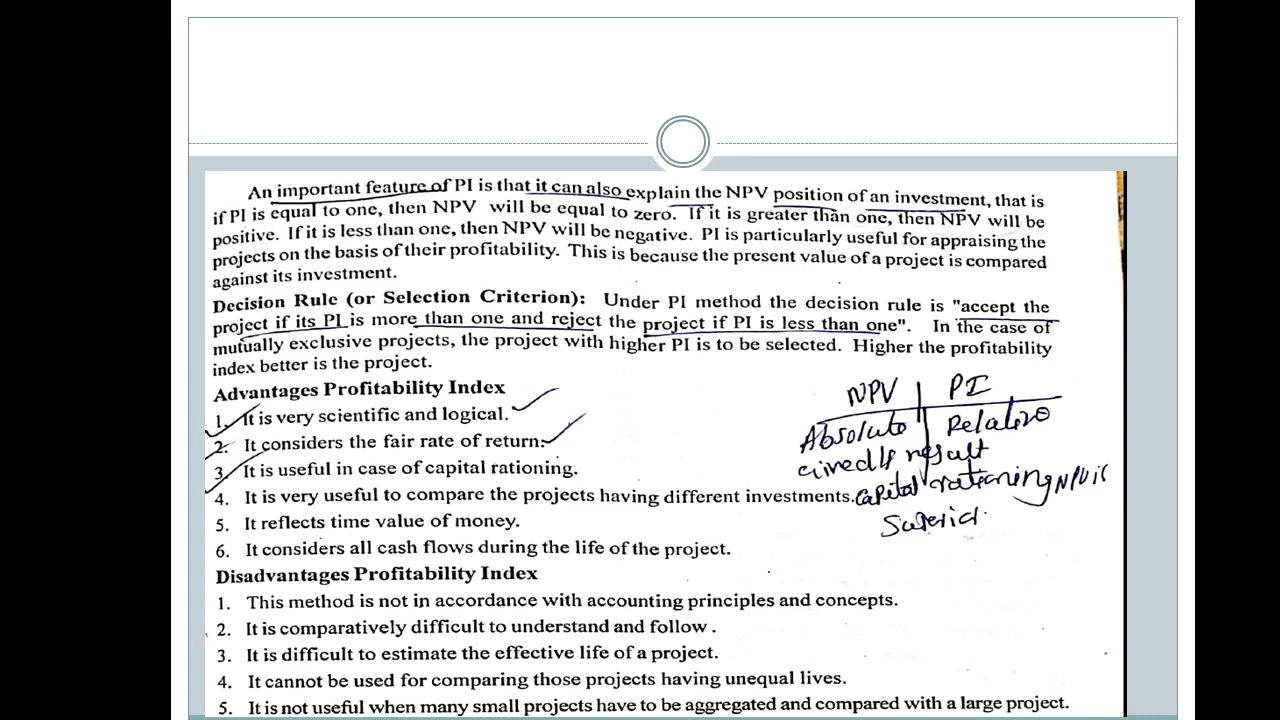 An important feature of PI is that it can also explain the NPV position of an investment, that is
if PI is equal to one, then NPV will be equal to zero. If it is greater than one, then NPV will be
positive. If it is less than one, then NPV will be negative. PI is particularly useful for appraising the
projects on the basis of their profitability. This is because the present value of a project is compared
against its investment.
Decision Rule (or Selection Criterion): Under PI method the decision rule is "accept the
project if its PI is more than one and reject the project if PI is less than one". In the case of
mutually exclusive projects, the project with higher PI is to be selected. Higher the profitability
index better is the project.
Advantages Profitability Index
1. It is very scientific and logical.
2. It considers the fair rate of return.
3. It is useful in case of capital rationing.
4. It is very useful to compare the projects having different investments.
5. It reflects time value of money.
6. It considers all cash flows during the life of the project.
NPV PI
Absolute Relative
result
Capital rationing NPV is
Disadvantages Profitability Index
1. This method is not in accordance with accounting principles and concepts.
2. It is comparatively difficult to understand and follow .
3. It is difficult to estimate the effective life of a project.
4. It cannot be used for comparing those projects having unequal lives.
5. It is not useful when many small projects have to be aggregated and compared with a large project.